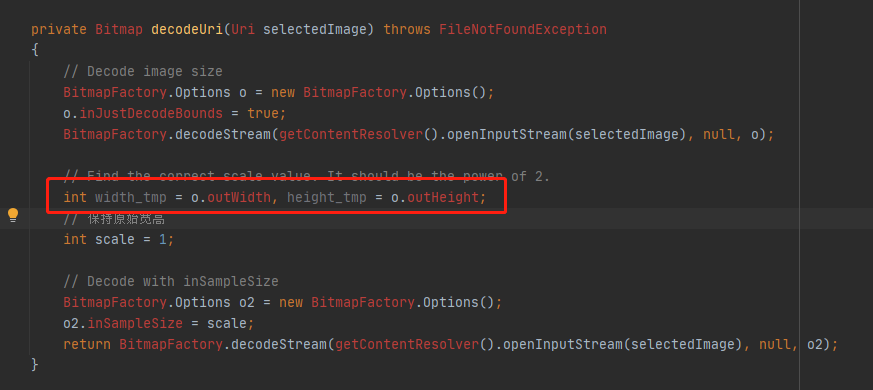 private Bitmap decodeUri(Uri selectedImage) throws FileNotFoundException
{
// Decode image size
BitmapFactory.Options o = new BitmapFactory.Options();
o.inJustDecodeBounds = true;
BitmapFactory.decodeStream(getContentResolver().openInputStream(selectedImage), null, o);
// Find the correct scale value. It should be the power of 2.
int width_tmp = o.outWidth, height_tmp = o.outHeight;
// 保持原始宽高
int scale = 1;
// Decode with inSampleSize
BitmapFactory.Options o2 = new BitmapFactory.Options();
o2.inSampleSize = scale;
return BitmapFactory.decodeStream(getContentResolver().openInputStream(selectedImage), null, o2);
}